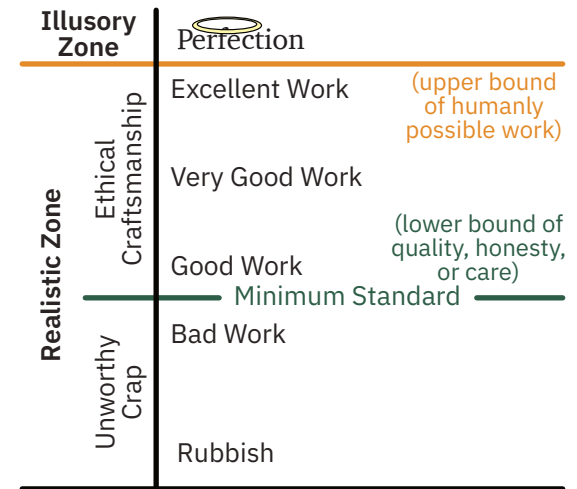 Illusory
Zone
Perfection
Excellent Work
(upper bound
of humanly
possible work)
Ethical
Craftsmanship
Very Good Work
Realistic Zone
(lower bound of
quality, honesty,
or care)
Good Work
Minimum Standard
Bad Work
Unworthy
Crap
Rubbish